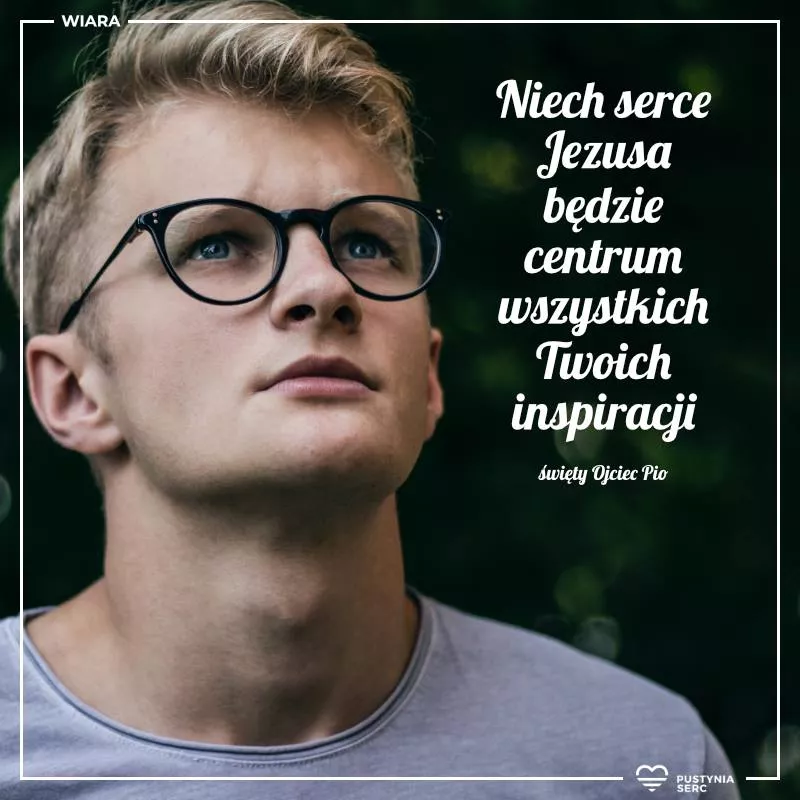 WIARA
Niech serce
Jezusa
będzie
centrum
wszystkich
Twoich
inspiracji
święty Ojciec Pio
PUSTYNIA
SERC